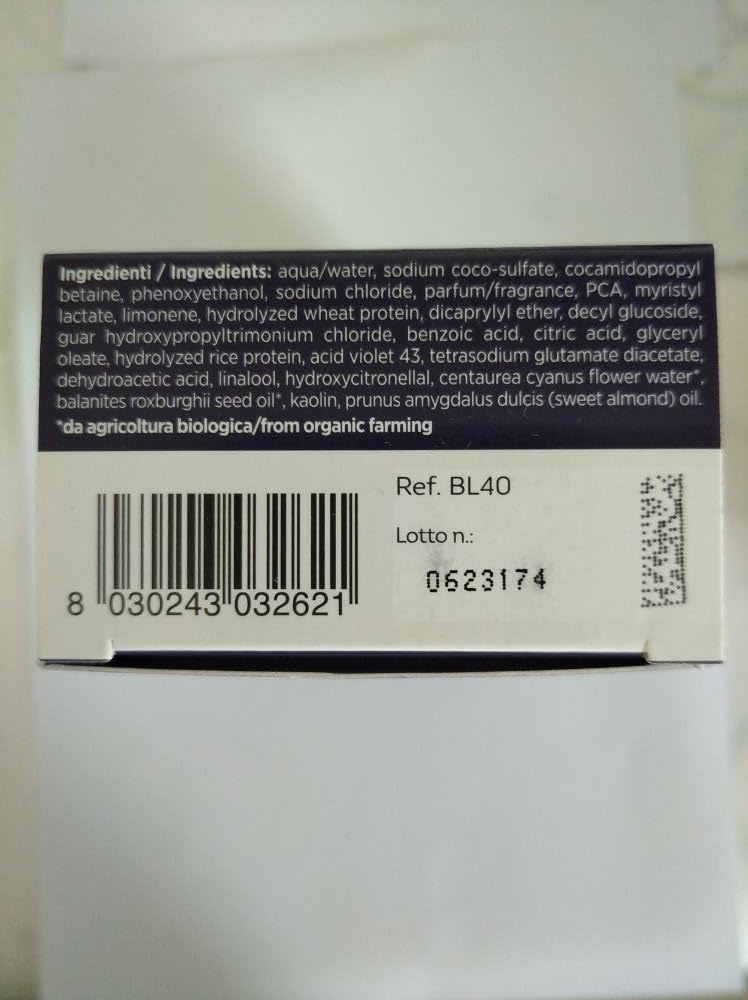 Ingredienti / Ingredients: aqua/water, sodium coco-sulfate, cocamidopropyl
betaine, phenoxyethanol, sodium chloride, parfum/fragrance, PCA, myristyl
lactate, limonene, hydrolyzed wheat protein, dicaprylyl ether, decyl glucoside,
guar hydroxypropyltrimonium chloride, benzoic acid, citric acid, glyceryl
oleate, hydrolyzed rice protein, acid violet 43, tetrasodium glutamate diacetate,
dehydroacetic acid, linalool, hydroxycitronellal, centaurea cyanus flower water*,
balanites roxburghii seed oil*, kaolin, prunus amygdalus dulcis (sweet almond) oil.
*da agricoltura biologica/from organic farming
Ref. BL40
Lotto n.:
0623174
8 030243 032621